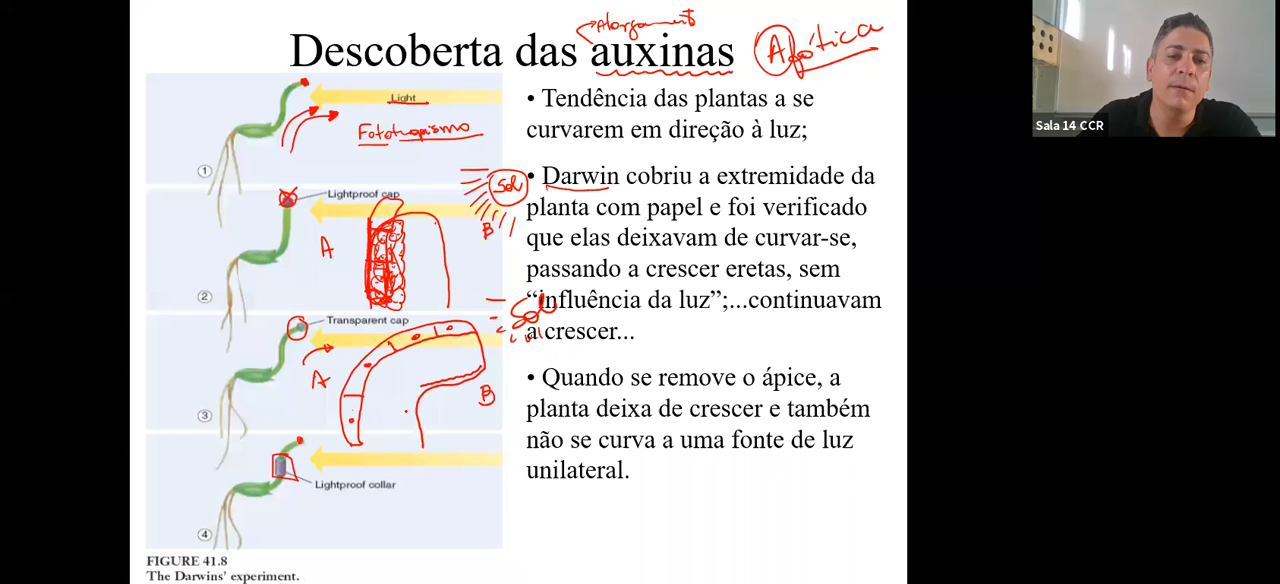 Alargamento
Descoberta das auxinas
Afótica
Light
Fototropismo
①
• Tendência das plantas a se
curvarem em direção à luz;
Lightproof cap
Sol
A
B
②
• Darwin cobriu a extremidade da
planta com papel e foi verificado
que elas deixavam de curvar-se,
passando a crescer eretas, sem
“influência da luz”;...continuavam
a crescer...
Transparent cap
Sol
A
B
③
• Quando se remove o ápice, a
planta deixa de crescer e também
não se curva a uma fonte de luz
unilateral.
Lightproof collar
④
FIGURE 41.8
The Darwins’ experiment.
Sala 14 CCR